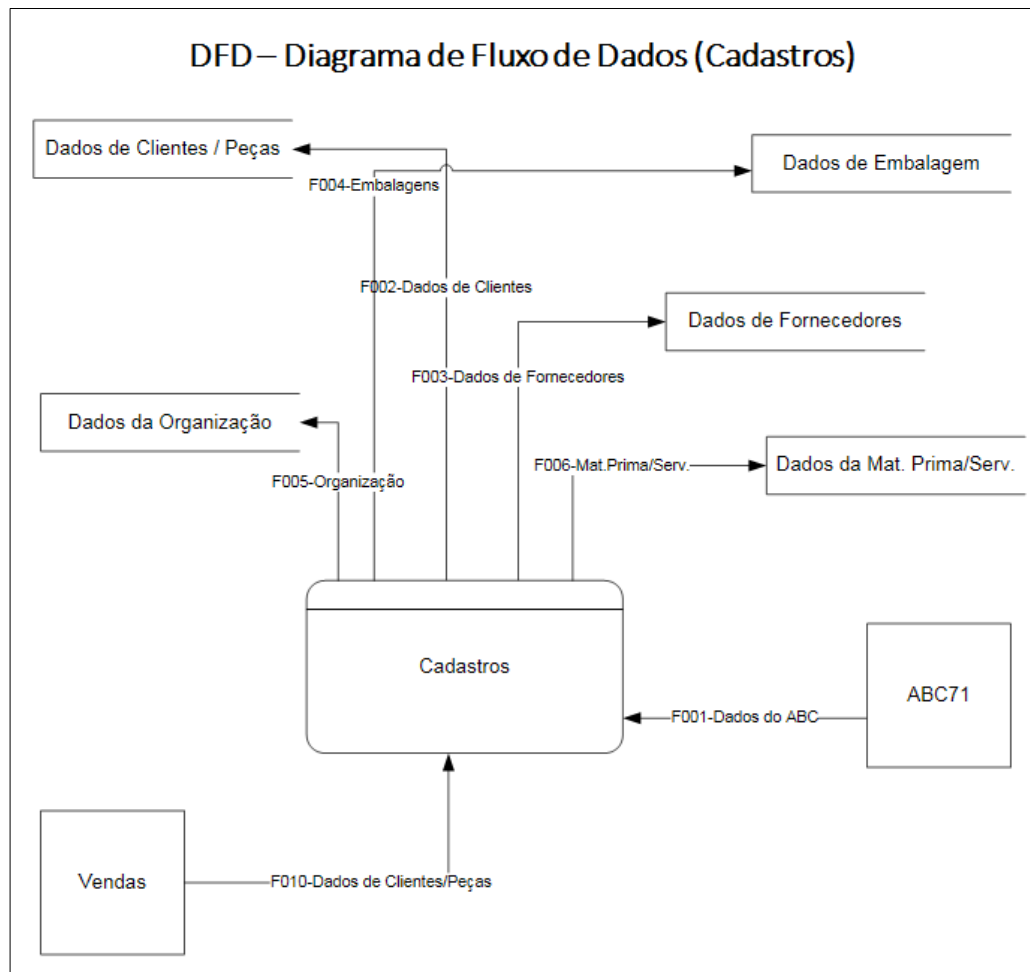 DFD – Diagrama de Fluxo de Dados (Cadastros)
Dados de Clientes / Peças
Dados de Embalagem
F004-Embalagens
F002-Dados de Clientes
Dados de Fornecedores
F003-Dados de Fornecedores
Dados da Organização
F006-Mat.Prima/Serv.
Dados da Mat. Prima/Serv.
F005-Organização
Cadastros
ABC71
F001-Dados do ABC
Vendas
F010-Dados de Clientes/Peças